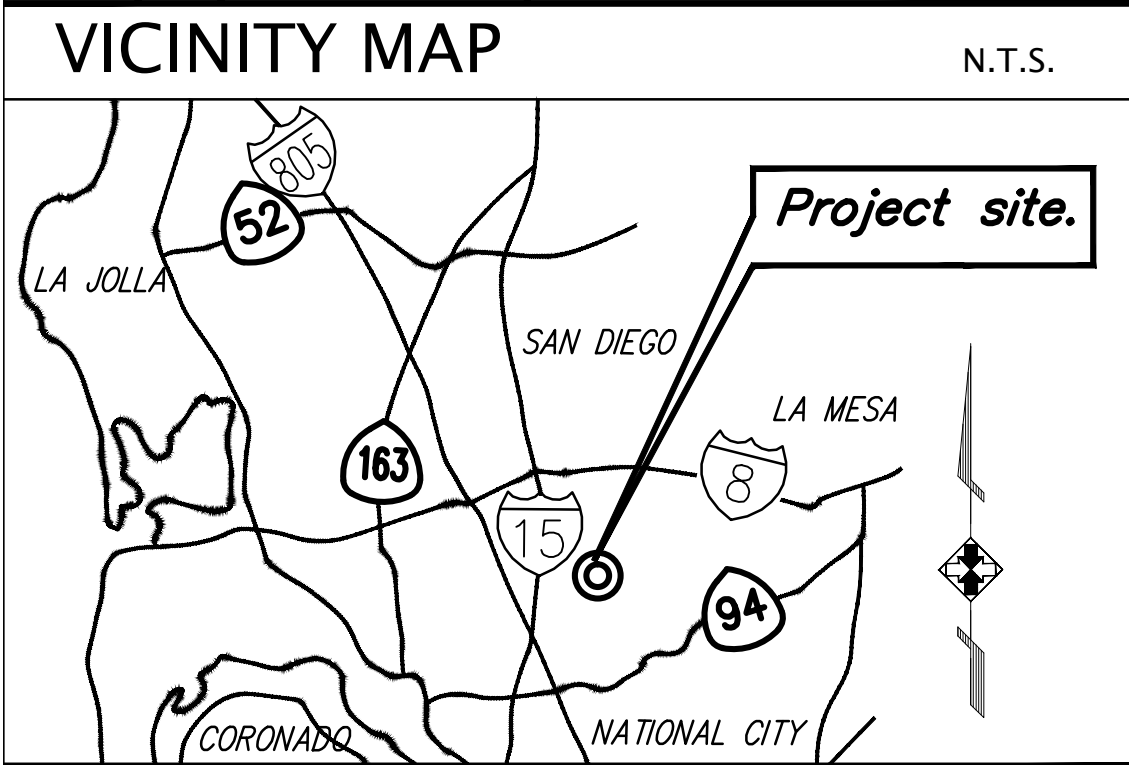 VICINITY MAP
N.T.S.
805
52
Project site.
LA JOLLA
SAN DIEGO
LA MESA
163
8
15
94
CORONADO
NATIONAL CITY